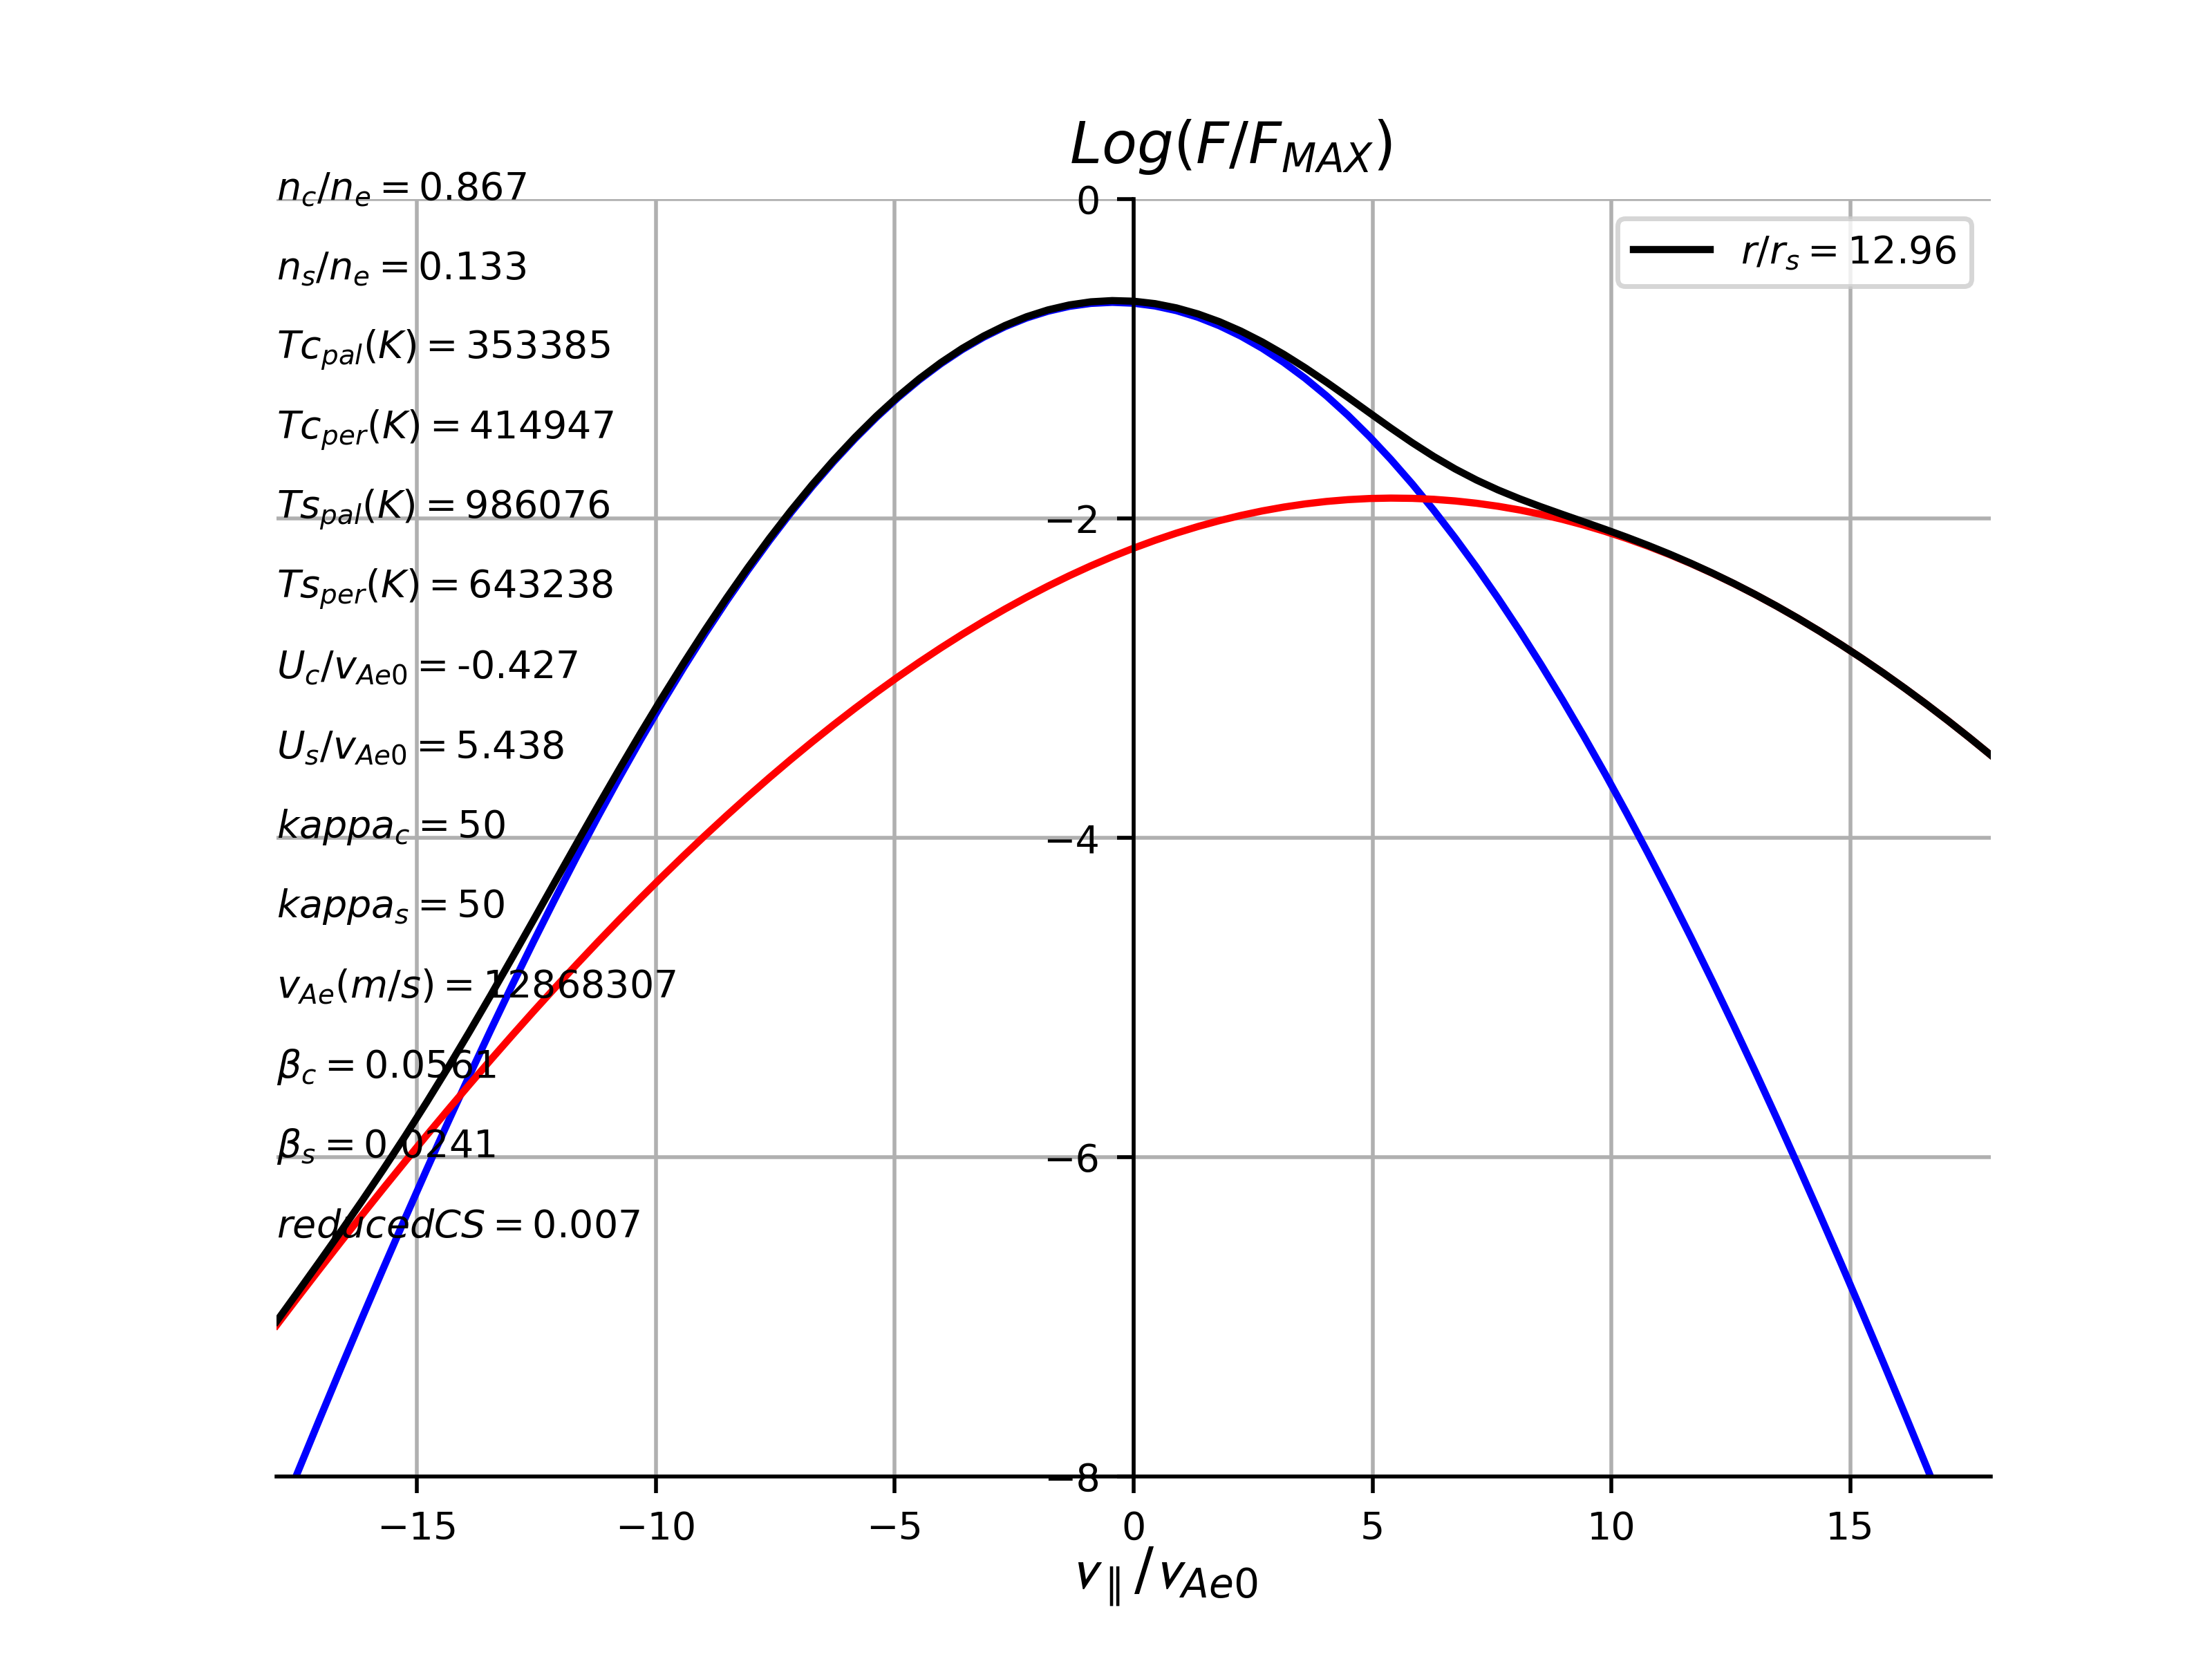 Log(F/F_MAX)
n_c/n_e = 0.867
n_s/n_e = 0.133
Tc_pal(K) = 353385
Tc_per(K) = 414947
Ts_pal(K) = 986076
Ts_per(K) = 643238
U_c/v_Ae0 = -0.427
U_s/v_Ae0 = 5.438
kappa_c = 50
kappa_s = 50
v_Ae(m/s) = 12868307
β_c = 0.0561
β_s = 0.0241
reducedCS = 0.007
r/r_s = 12.96
0
−2
−4
−6
−8
−15 −10 −5 0 5 10 15
v_∥/v_Ae0